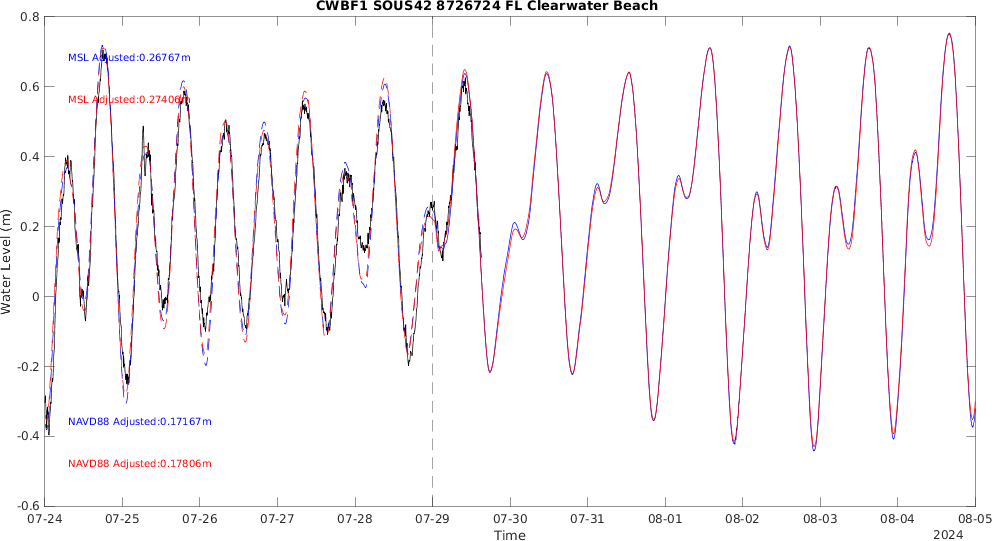 CWBF1 SOUS42 8726724 FL Clearwater Beach
0.8
MSL Adjusted:0.26767m
0.6
MSL Adjusted:0.27406m
0.4
0.2
Water Level (m)
0
-0.2
NAVD88 Adjusted:0.17167m
-0.4
NAVD88 Adjusted:0.17806m
-0.6
07-24 07-25 07-26 07-27 07-28 07-29 07-30 07-31 08-01 08-02 08-03 08-04 08-05
Time 2024